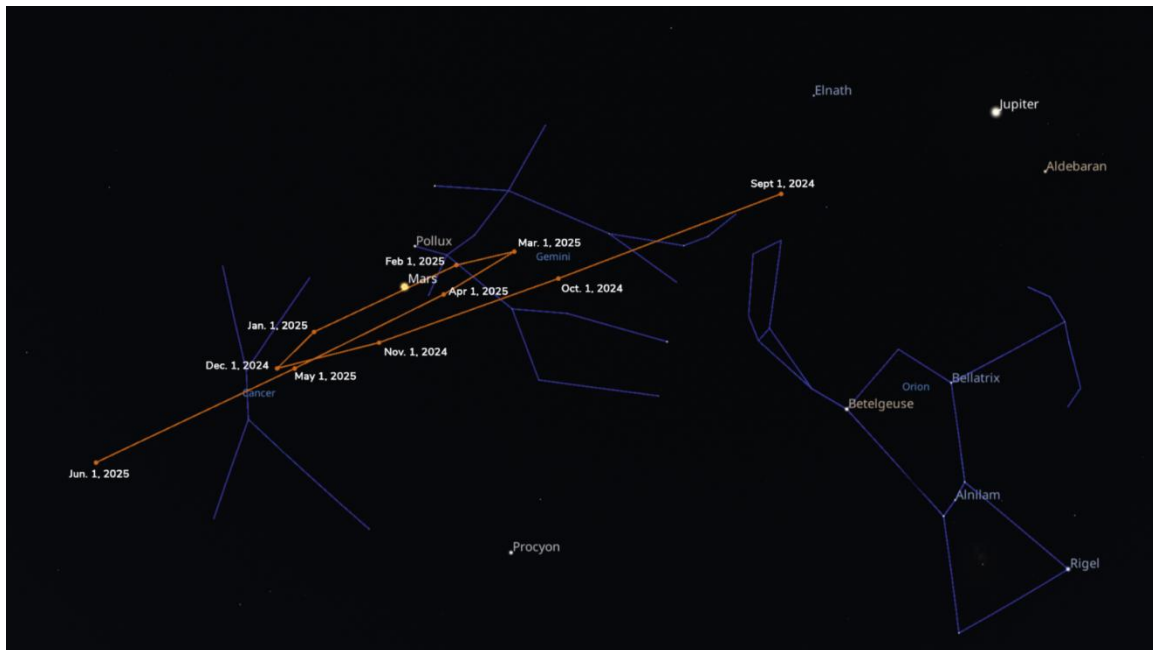 Elnath
Jupiter
Aldebaran
Sept 1, 2024
Pollux
Mar. 1, 2025
Gemini
Feb 1, 2025
Mars
Apr 1, 2025
Oct. 1, 2024
Jan. 1, 2025
Nov. 1, 2024
Dec. 1, 2024
May 1, 2025
Cancer
Bellatrix
Orion
Betelgeuse
Jun. 1, 2025
Alnilam
Procyon
Rigel